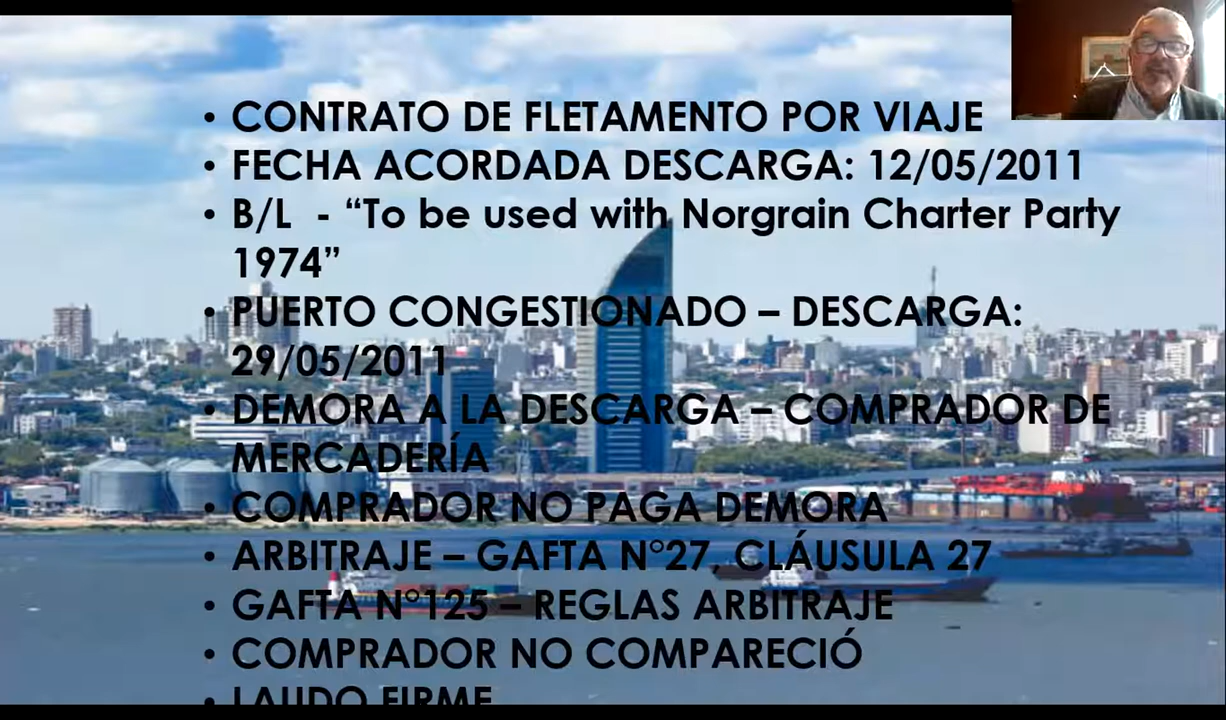 • CONTRATO DE FLETAMENTO POR VIAJE
• FECHA ACORDADA DESCARGA: 12/05/2011
• B/L - “To be used with Norgrain Charter Party
1974”
• PUERTO CONGESTIONADO – DESCARGA:
29/05/2011
• DEMORA A LA DESCARGA – COMPRADOR DE
MERCADERÍA
• COMPRADOR NO PAGA DEMORA
• ARBITRAJE – GAFTA N°27, CLÁUSULA 27
• GAFTA N°125 – REGLAS ARBITRAJE
• COMPRADOR NO COMPARECIÓ
• LAUDO FIRME